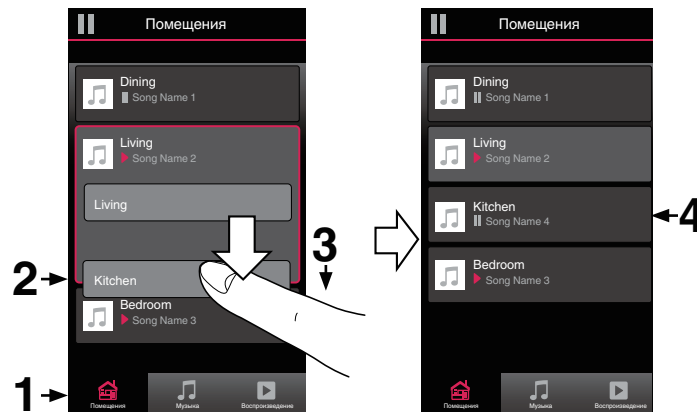 Помещения
Dining
Song Name 1
Living
Song Name 2
Living
Kitchen
Bedroom
Song Name 3
Помещения
Музыка
Воспроизведение
1
2
3
Помещения
Dining
Song Name 1
Living
Song Name 2
Kitchen
Song Name 4
Bedroom
Song Name 3
Помещения
Музыка
Воспроизведение
4